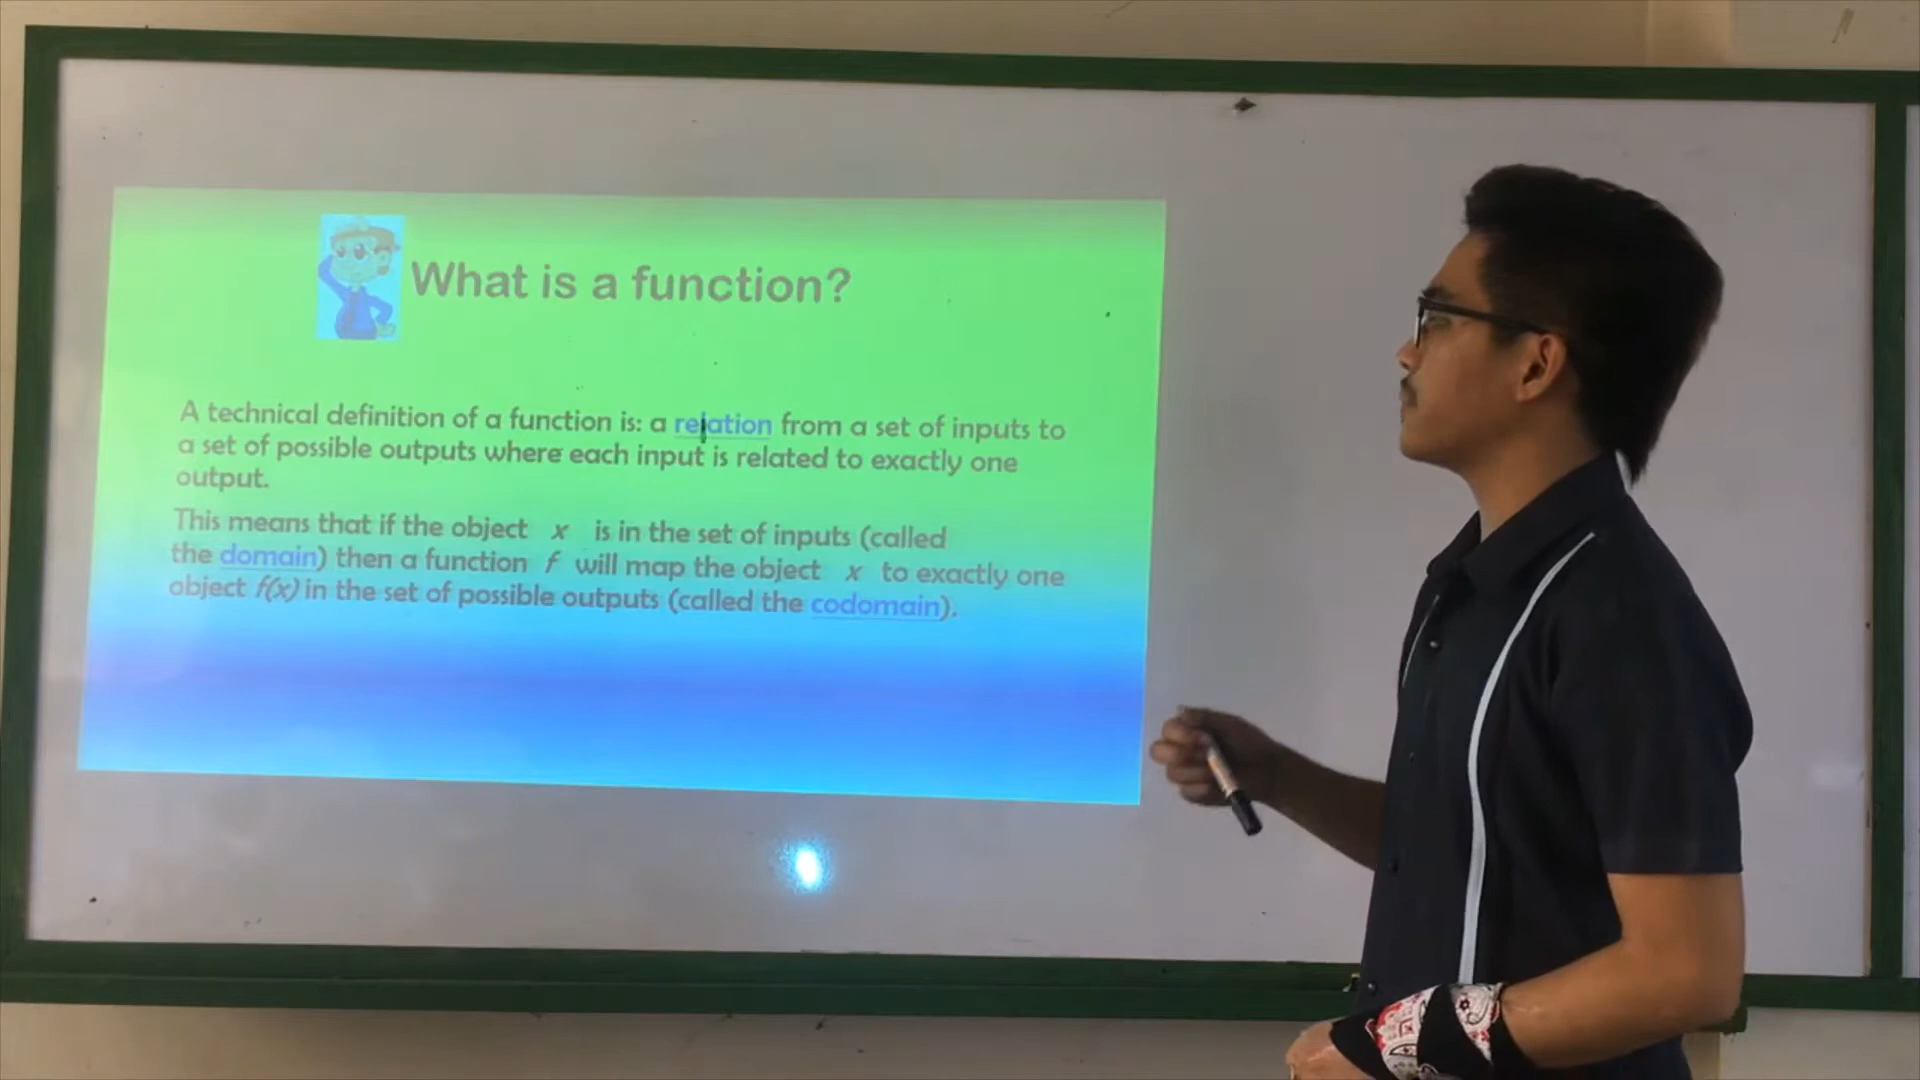 What is a function?
A technical definition of a function is: a relation from a set of inputs to
a set of possible outputs where each input is related to exactly one
output.
This means that if the object x is in the set of inputs (called
the domain) then a function f will map the object x to exactly one
object f(x) in the set of possible outputs (called the codomain).